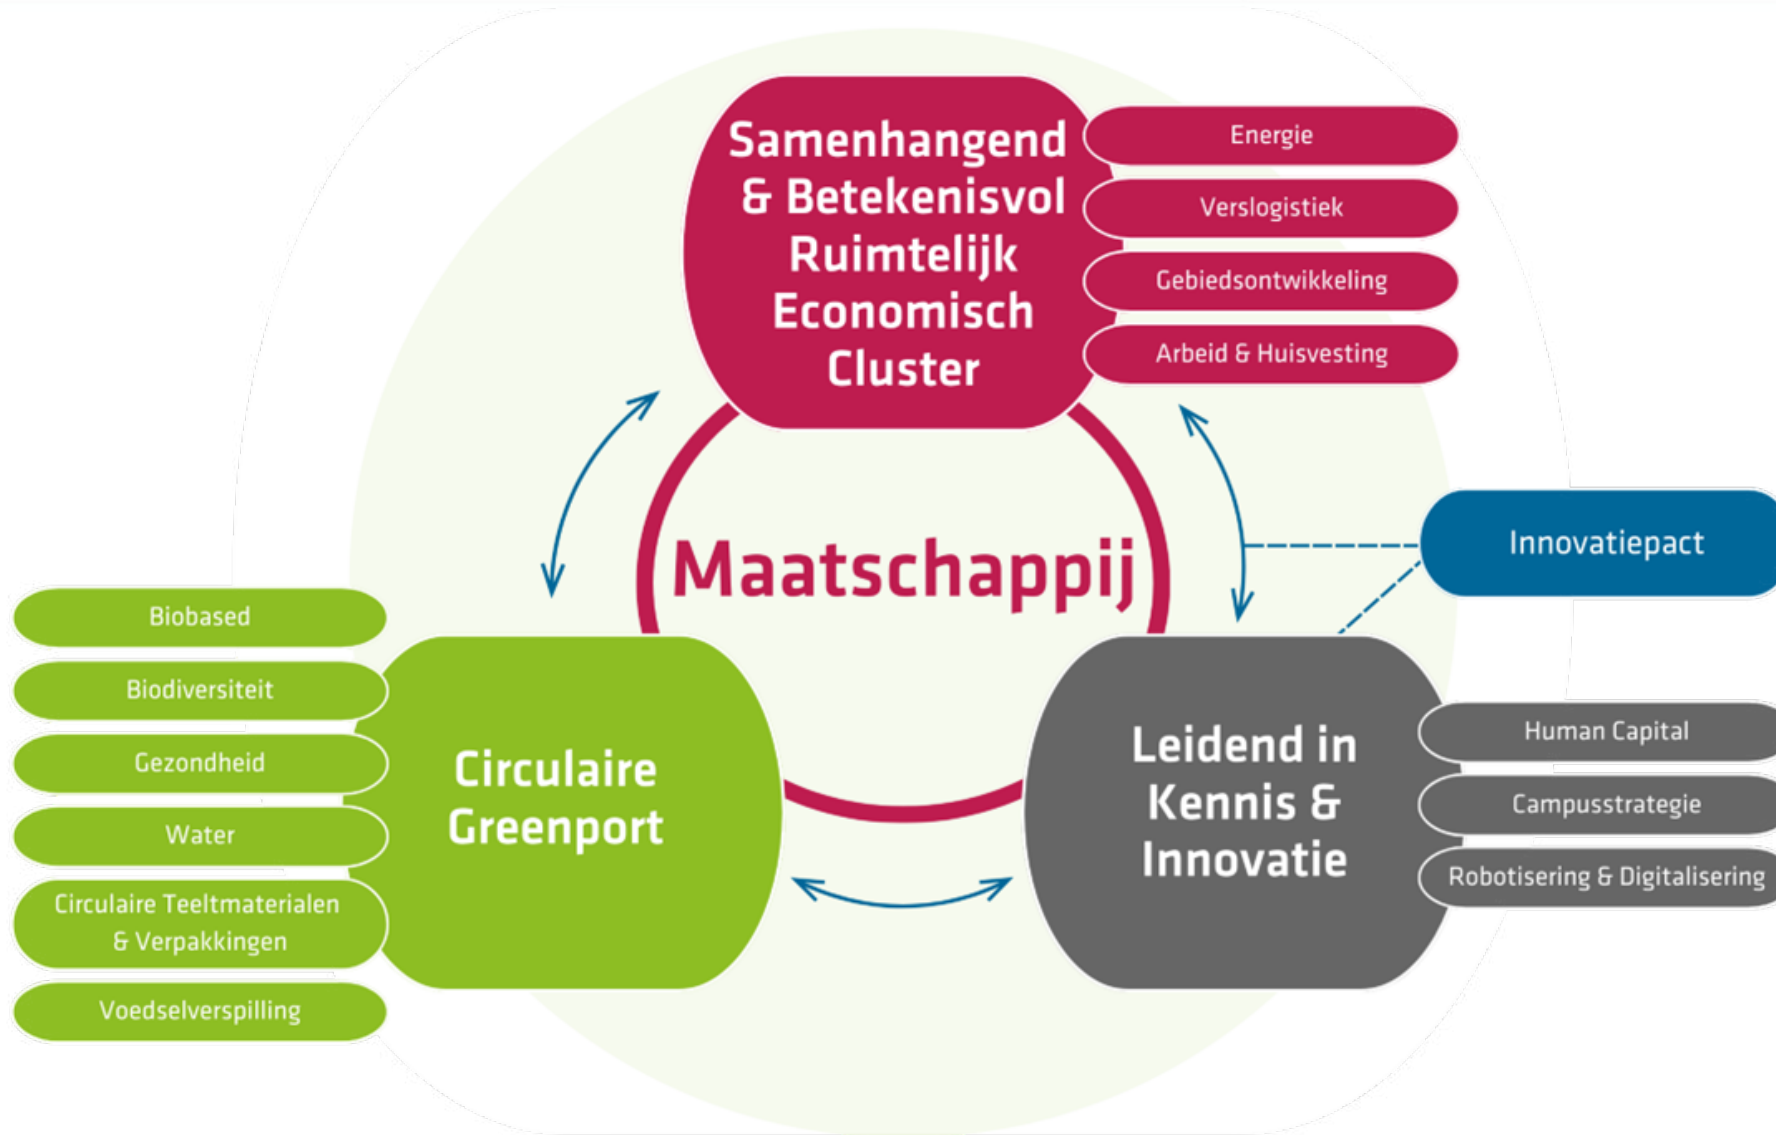 Samenhangend
& Betekenisvol
Ruimtelijk
Economisch
Cluster
Energie
Verslogistiek
Gebiedsontwikkeling
Arbeid & Huisvesting
Maatschappij
Innovatiepact
Biobased
Biodiversiteit
Gezondheid
Water
Circulaire Teeltmaterialen
& Verpakkingen
Voedselverspilling
Circulaire
Greenport
Leidend in
Kennis &
Innovatie
Human Capital
Campusstrategie
Robotisering & Digitalisering